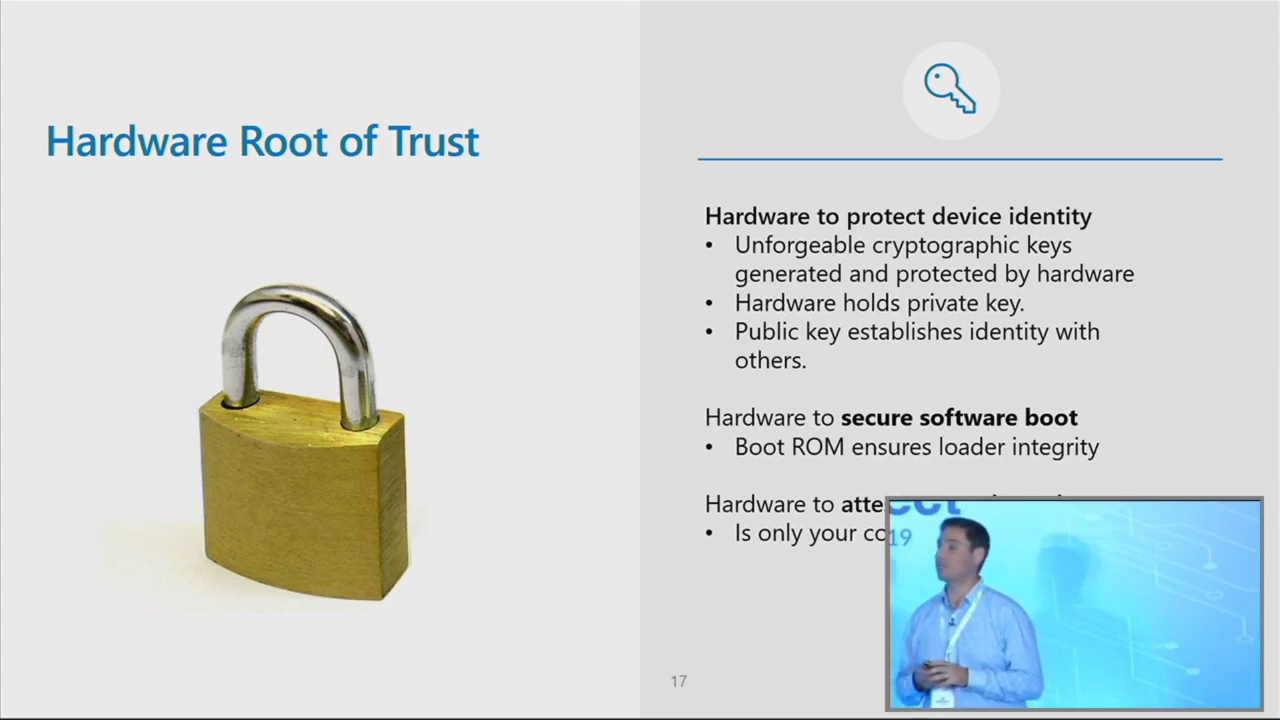 Hardware Root of Trust
Hardware to protect device identity
• Unforgeable cryptographic keys
generated and protected by hardware
• Hardware holds private key.
• Public key establishes identity with
others.
Hardware to secure software boot
• Boot ROM ensures loader integrity
Hardware to
• Is only your
19
17